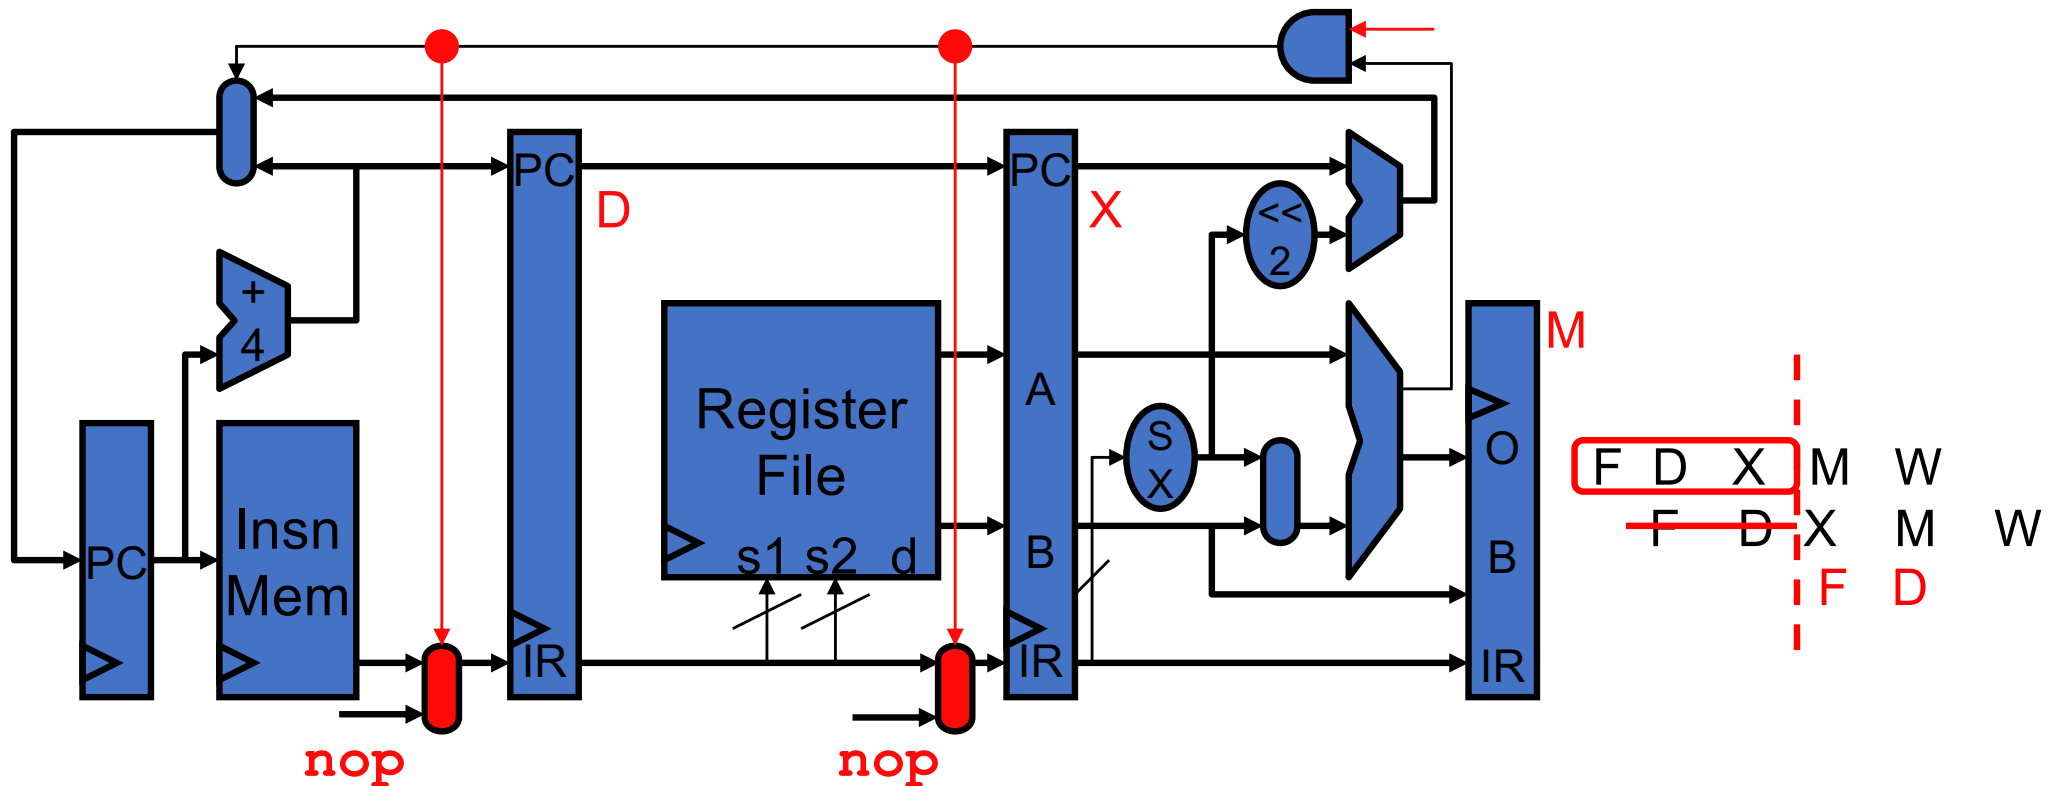 PC
D
PC
X
<<
2
+
4
M
Register
File
s1 s2 d
A
B
S
X
O
B
IR
PC
Insn
Mem
IR
IR
nop
nop
F D X M W
F D X M W
F D